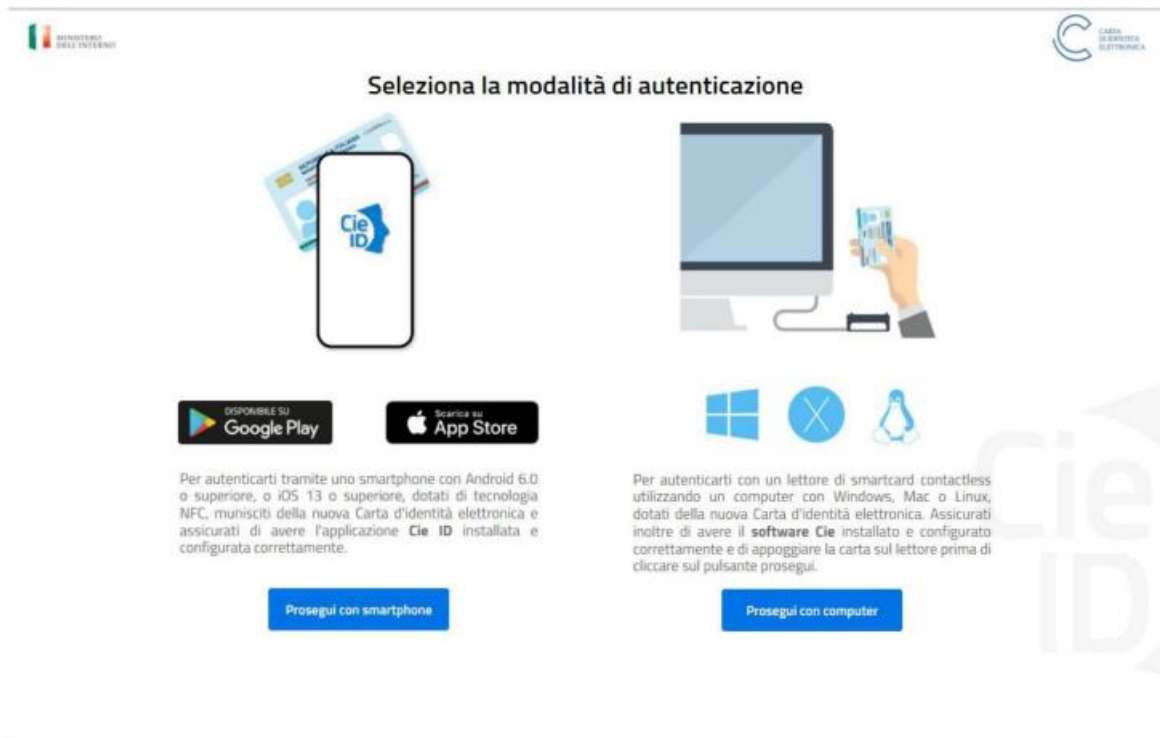 MINISTERO
DELL'INTERNO
CARTA
DI IDENTITÀ
ELETTRONICA
Seleziona la modalità di autenticazione
REPUBBLICA ITALIANA
Cie
ID
DISPONIBILE SU
Google Play
Scarica su
App Store
Per autenticarti tramite uno smartphone con Android 6.0
o superiore, o iOS 13 o superiore, dotati di tecnologia
NFC, munisciti della nuova Carta d'identità elettronica e
assicurati di avere l'applicazione Cie ID installata e
configurata correttamente.
Prosegui con smartphone
Per autenticarti con un lettore di smartcard contactless
utilizzando un computer con Windows, Mac o Linux,
dotati della nuova Carta d'identità elettronica. Assicurati
inoltre di avere il software Cie installato e configurato
correttamente e di appoggiare la carta sul lettore prima di
cliccare sul pulsante prosegui.
Prosegui con computer
Cie
ID